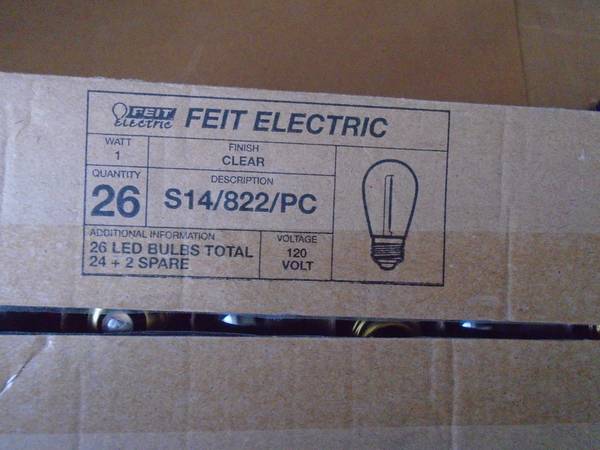 FEIT
electric
FEIT ELECTRIC
WATT
1
FINISH
CLEAR
QUANTITY
26
DESCRIPTION
S14/822/PC
ADDITIONAL INFORMATION
26 LED BULBS TOTAL
24 + 2 SPARE
VOLTAGE
120
VOLT